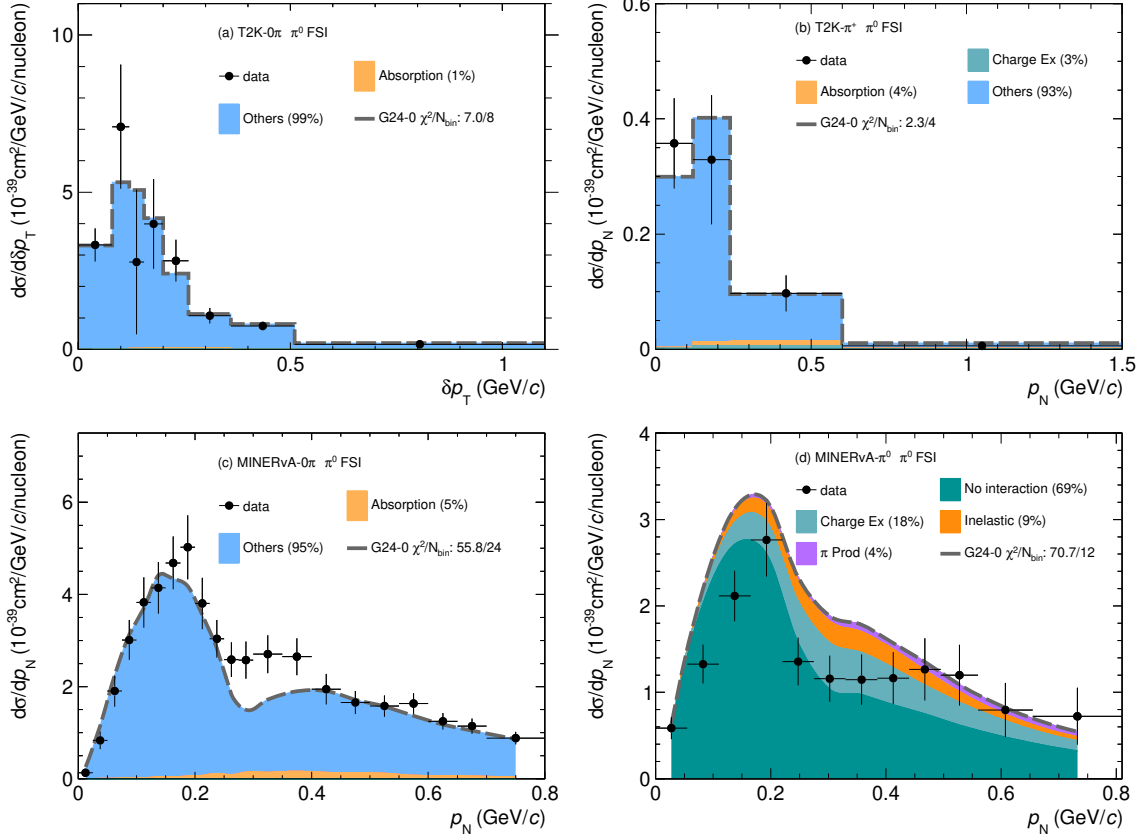 (a) T2K-0π π⁰ FSI
data
Absorption (1%)
Others (99%)
G24-0 χ²/N_bin: 7.0/8
dσ/dδp_T (10⁻³⁹cm²/GeV/c/nucleon)
10
5
0
0 0.5 1
δp_T (GeV/c)
(b) T2K-π⁺ π⁰ FSI
data
Charge Ex (3%)
Absorption (4%)
Others (93%)
G24-0 χ²/N_bin: 2.3/4
dσ/dp_N (10⁻³⁹cm²/GeV/c/nucleon)
0.6
0.4
0.2
0
0 0.5 1 1.5
p_N (GeV/c)
(c) MINERvA-0π π⁰ FSI
data
Absorption (5%)
Others (95%)
G24-0 χ²/N_bin: 55.8/24
dσ/dp_N (10⁻³⁹cm²/GeV/c/nucleon)
6
4
2
0
0 0.2 0.4 0.6 0.8
p_N (GeV/c)
(d) MINERvA-π⁰ π⁰ FSI
data
No interaction (69%)
Charge Ex (18%)
Inelastic (9%)
π Prod (4%)
G24-0 χ²/N_bin: 70.7/12
dσ/dp_N (10⁻³⁹cm²/GeV/c/nucleon)
4
3
2
1
0
0 0.2 0.4 0.6 0.8
p_N (GeV/c)